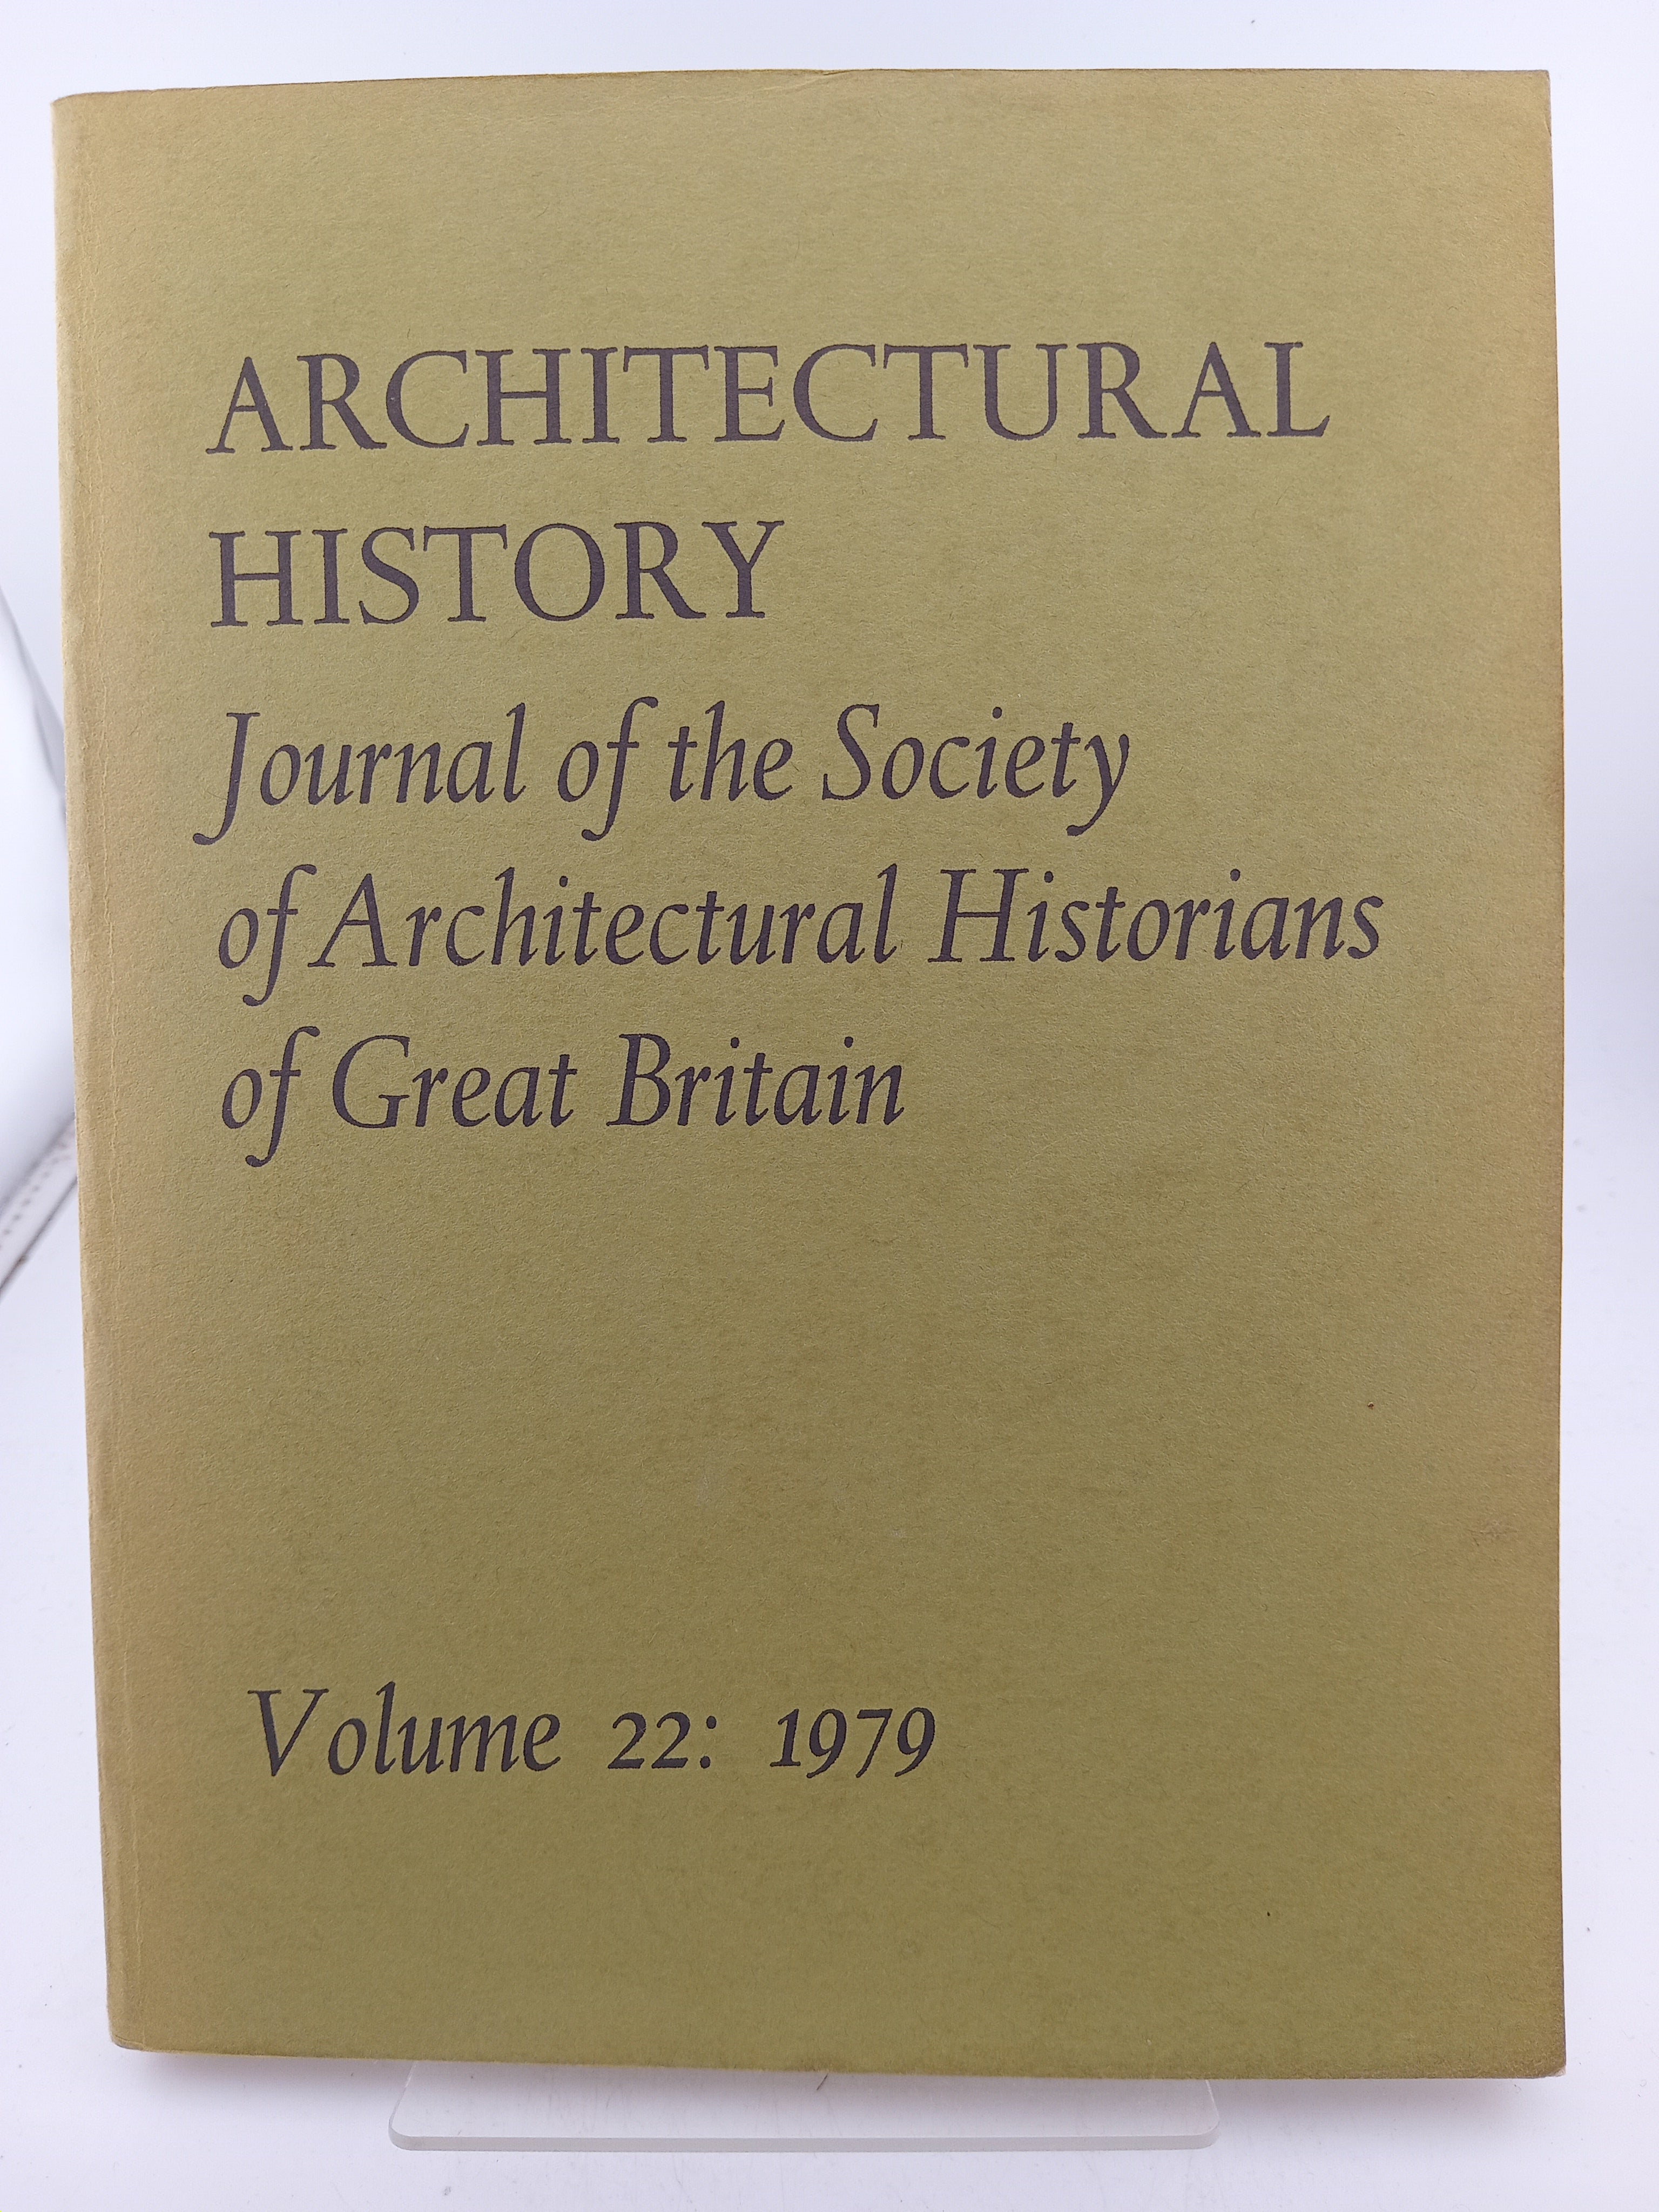 ARCHITECTURAL
HISTORY
Journal of the Society
of Architectural Historians
of Great Britain
Volume 22: 1979